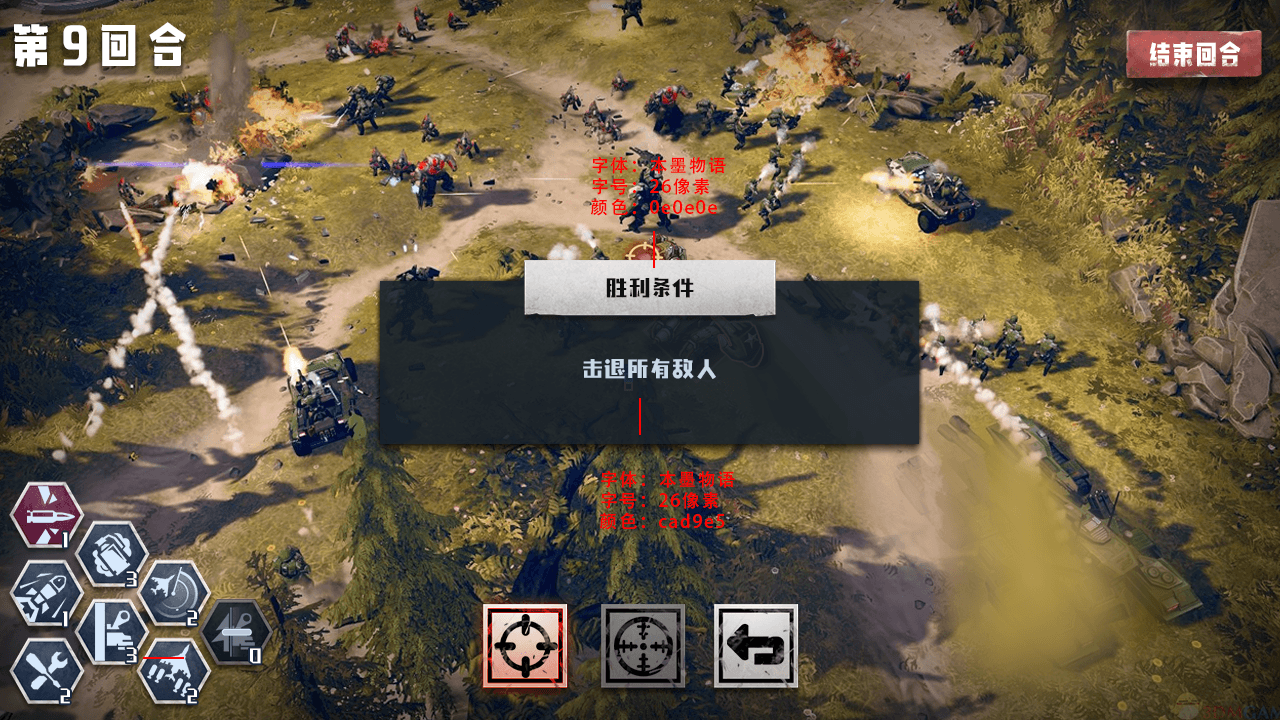 第9回合
结束回合
字体：本墨物语
字号：26像素
颜色：0e0e0e
胜利条件
击退所有敌人
字体：本墨物语
字号：26像素
颜色：cad9e5
1
3
1
2
3
0
2
2